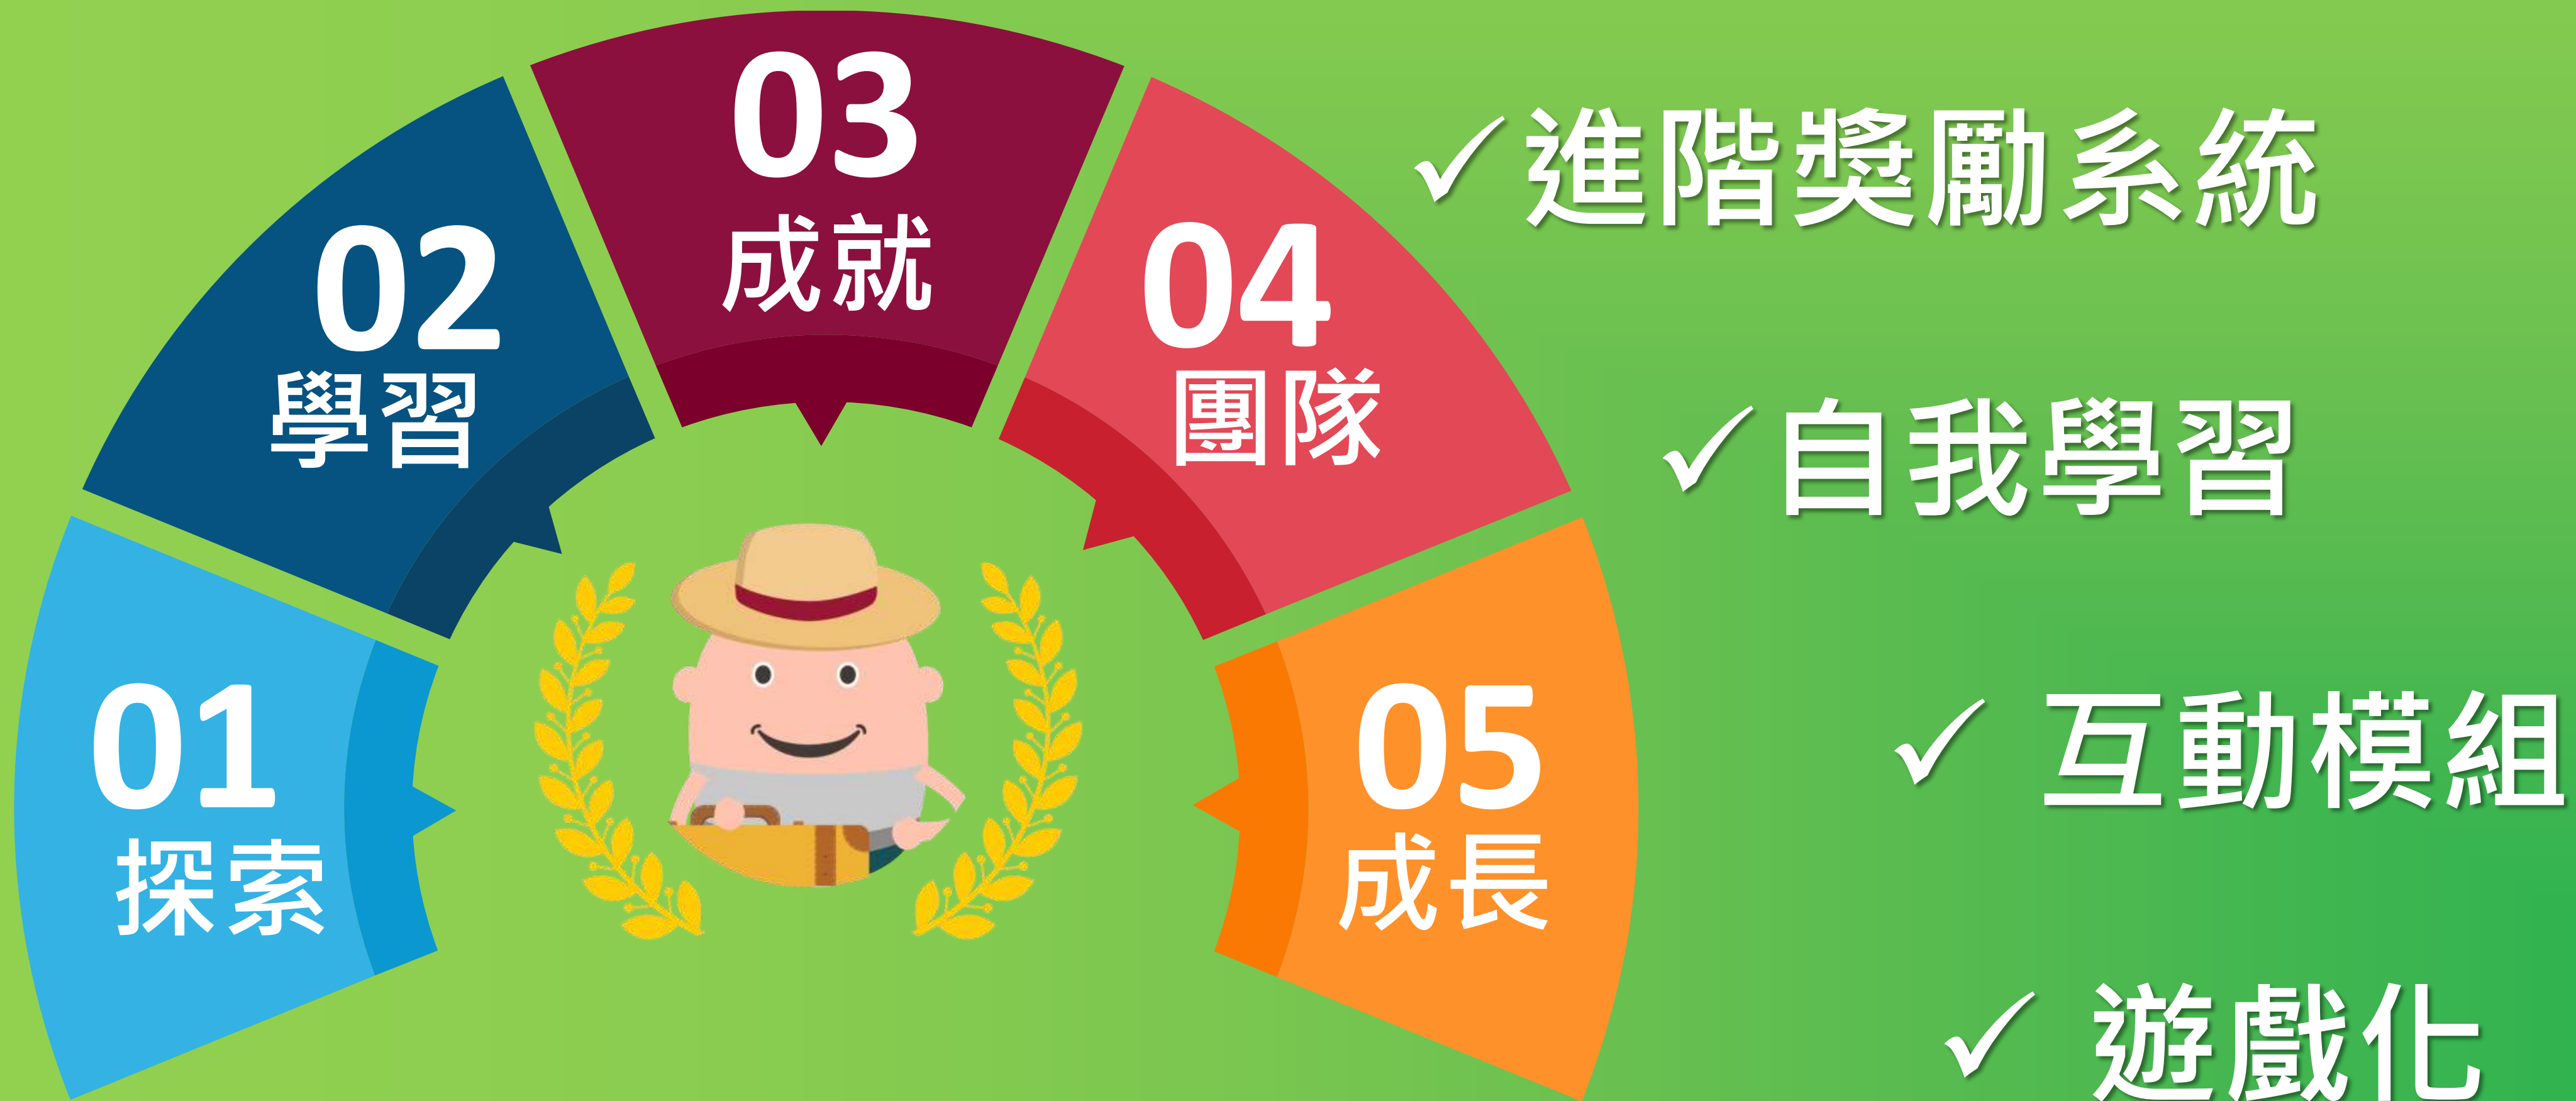 01
探索
02
學習
03
成就
04
團隊
05
成長
✓進階獎勵系統
✓自我學習
✓ 互動模組
✓ 遊戲化